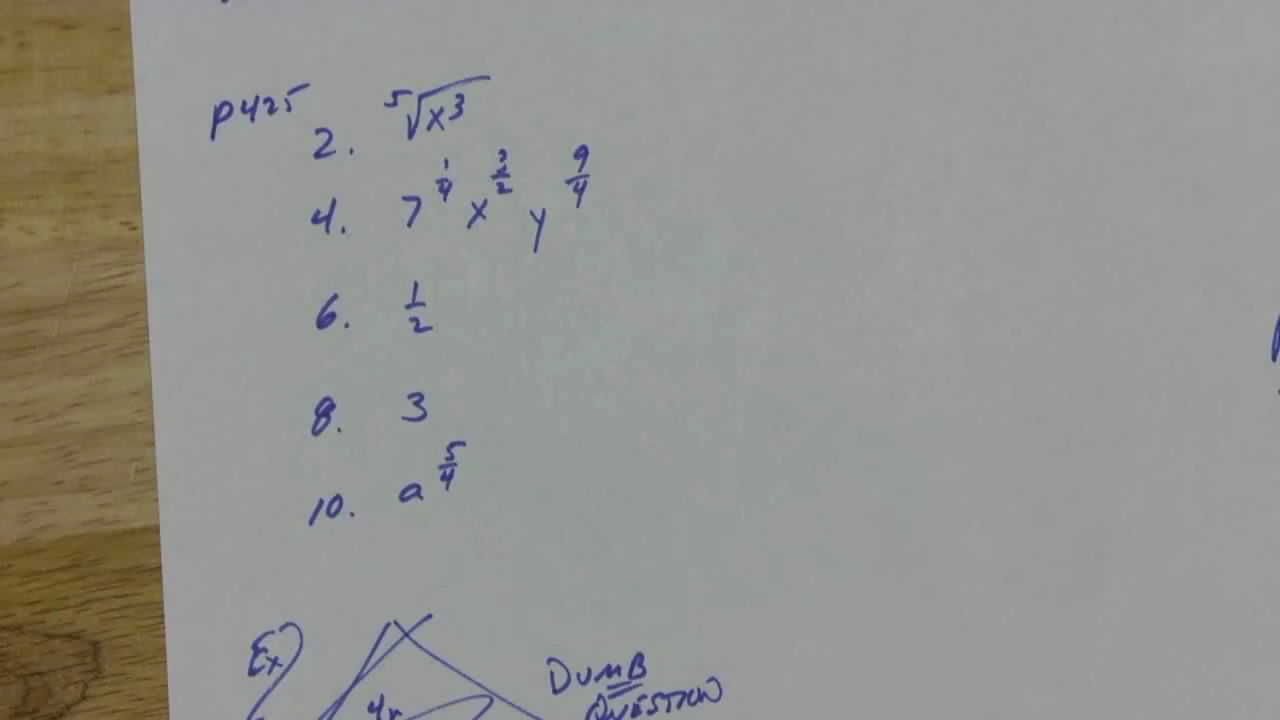 p425
2. ⁵√x³
4. 7^(1/4) x^(3/2) y^(9/4)
6. 1/2
8. 3
10. a^(5/4)
Ex)
4x
DUMB
QUESTION